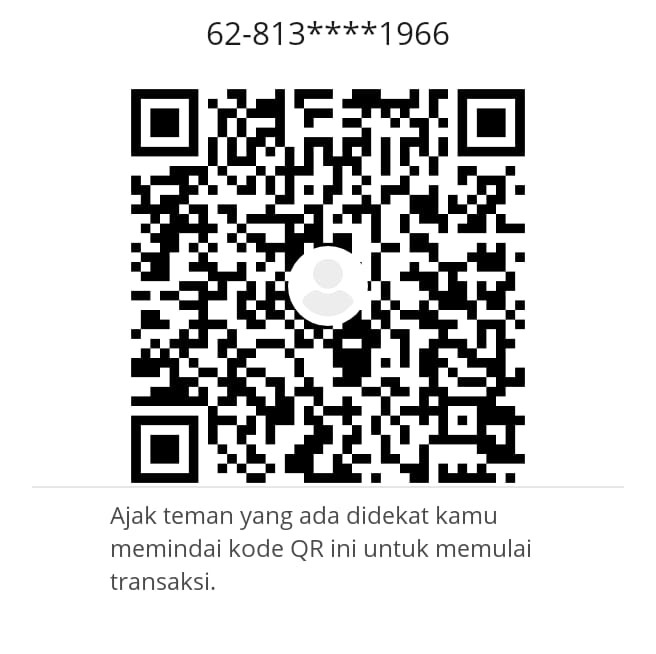 62-813****1966
Ajak teman yang ada didekat kamu
memindai kode QR ini untuk memulai
transaksi.